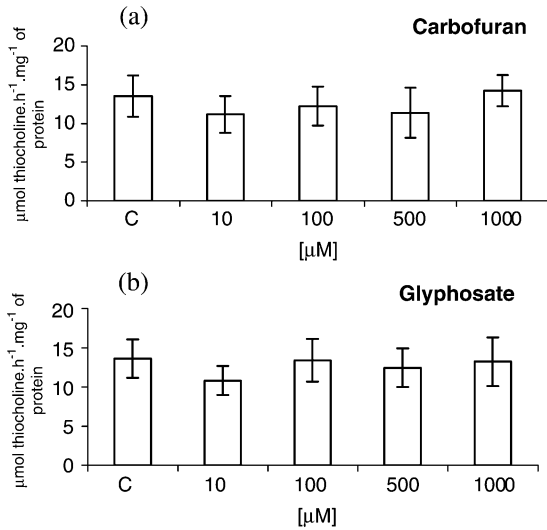 (a)
Carbofuran
μmol thiocholine.h⁻¹.mg⁻¹ of
protein
20
15
10
5
0
C 10 100 500 1000
[μM]
(b)
Glyphosate
μmol thiocholine.h⁻¹.mg⁻¹ of
protein
20
15
10
5
0
C 10 100 500 1000
[μM]